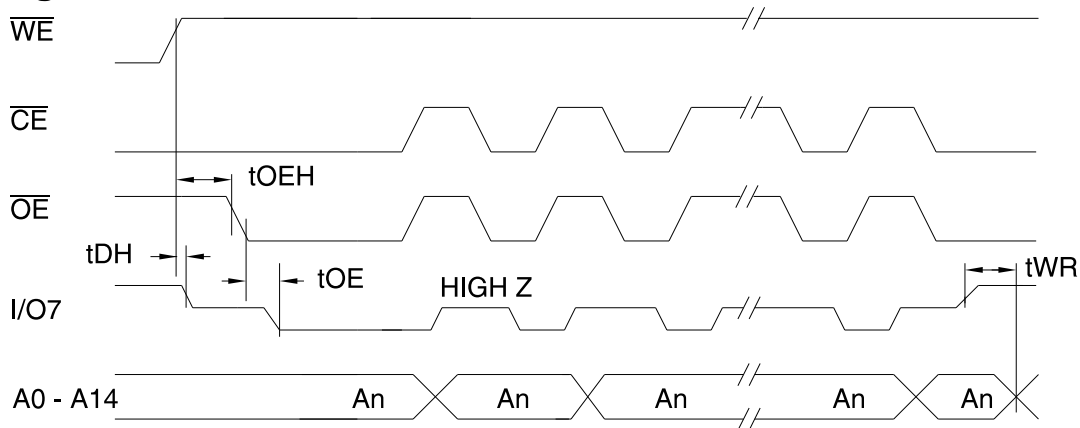 WE
CE
tOEH
OE
tDH
tOE
HIGH Z
tWR
I/O7
A0 - A14 An An An An An